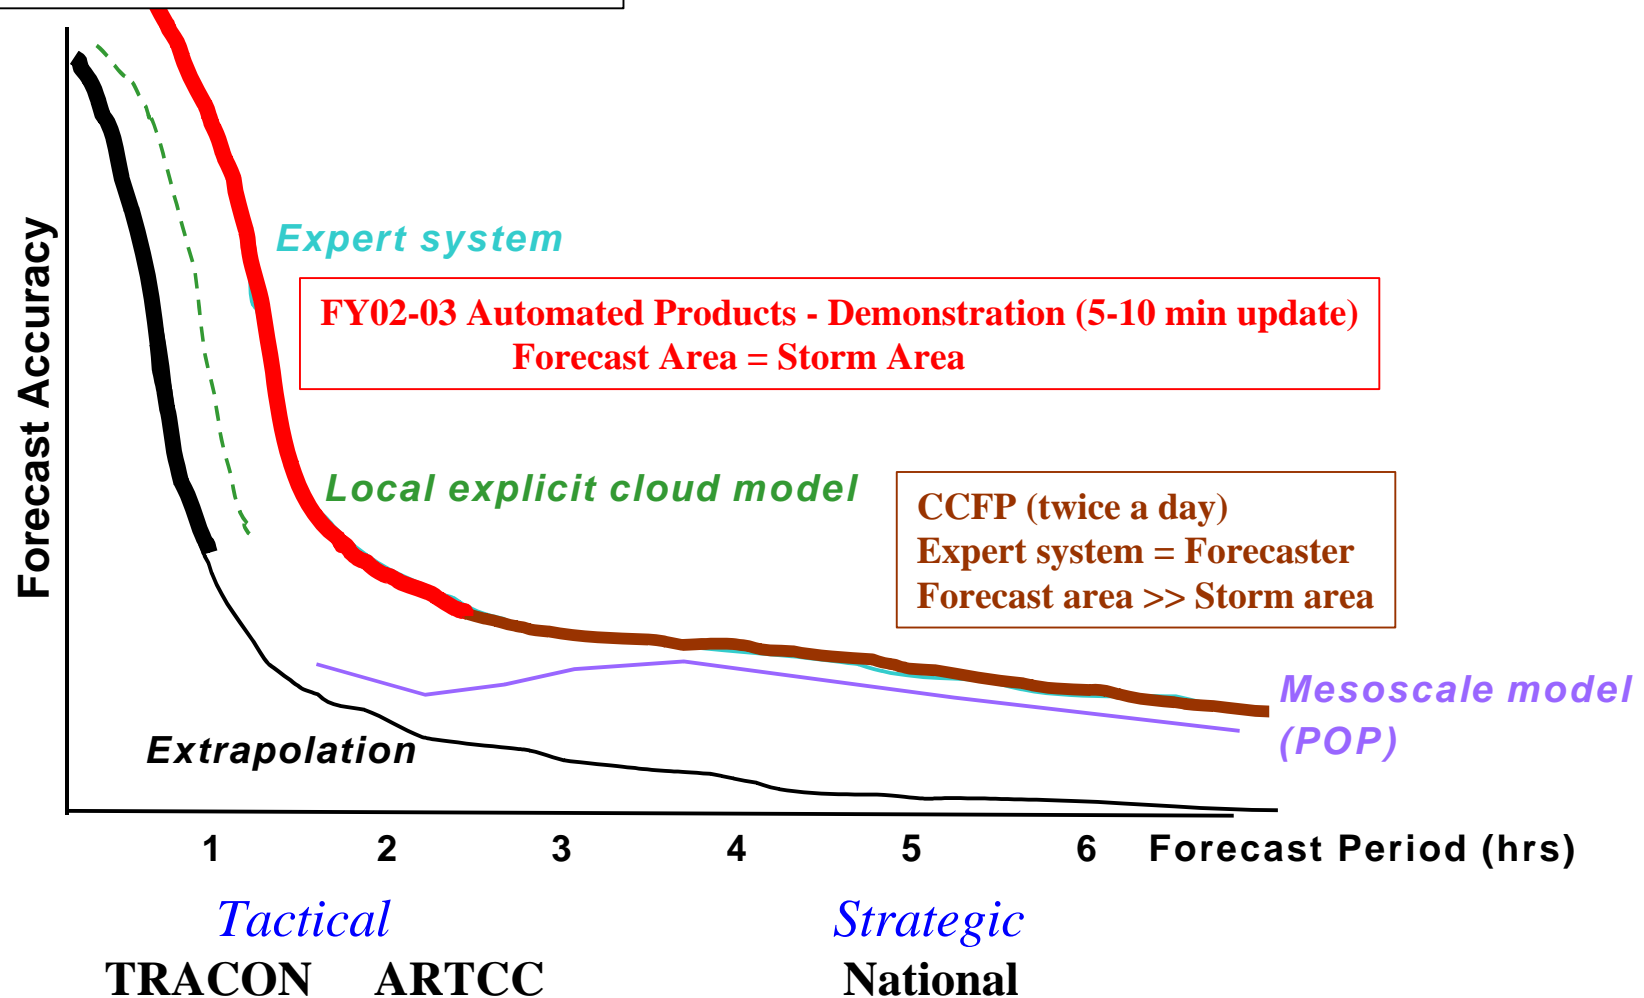 Forecast Accuracy
Expert system
FY02-03 Automated Products - Demonstration (5-10 min update)
Forecast Area = Storm Area
Local explicit cloud model
CCFP (twice a day)
Expert system = Forecaster
Forecast area >> Storm area
Mesoscale model
(POP)
Extrapolation
1 2 3 4 5 6 Forecast Period (hrs)
Tactical Strategic
TRACON ARTCC National